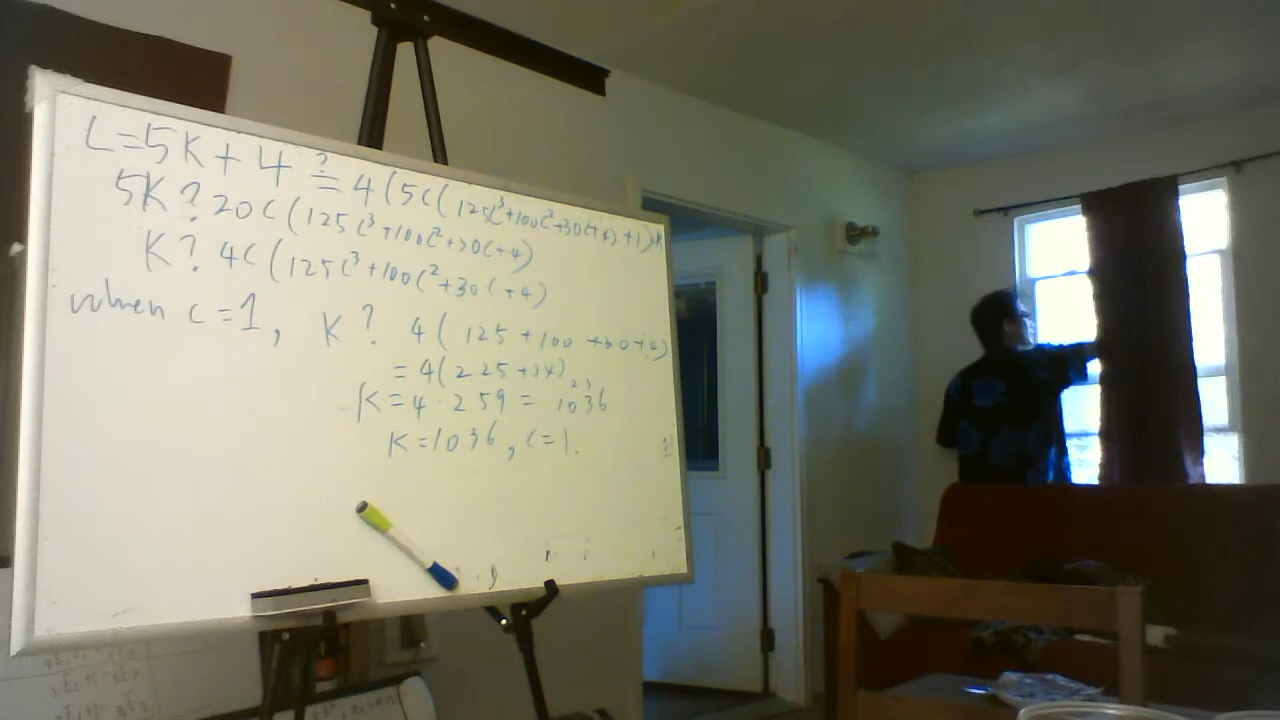 L=5K+4 ≟ 4(5C(125C³+100C²+30C+4)+1)
5K ? 20C(125C³+100C²+30C+4)
K ? 4C(125C³+100C²+30C+4)
when C=1, K ? 4(125+100+30+4)
=4(225+34)
K=4·259=1036
K=1036, C=1.